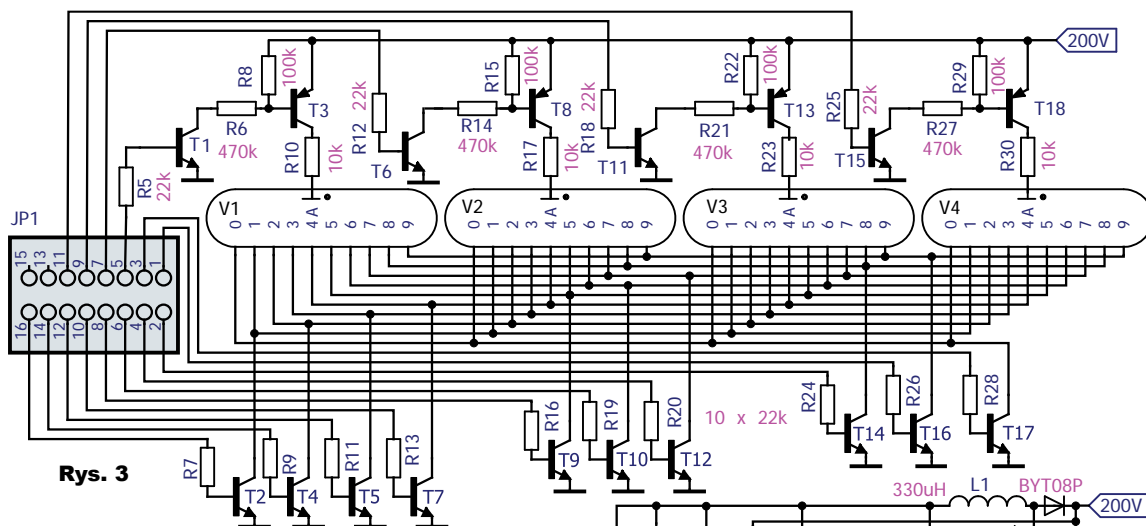 200V
R8 100k
R15 100k
R22 100k
R29 100k
R12 22k
R18 22k
R25 22k
T3
T8
T13
T18
T1
R6
470k
R10 10k
T6
R14
470k
R17 10k
T11
R21
470k
R23 10k
T15
R27
470k
R30 10k
R5 22k
V1
0 1 2 3 4 A 5 6 7 8 9
V2
0 1 2 3 4 A 5 6 7 8 9
V3
0 1 2 3 4 A 5 6 7 8 9
V4
0 1 2 3 4 A 5 6 7 8 9
JP1
15 13 11 9 7 5 3 1
16 14 12 10 8 6 4 2
R7
R9
R11
R13
R16
R19
R20
10 x 22k
R24
R26
R28
T2
T4
T5
T7
T9
T10
T12
T14
T16
T17
Rys. 3
330uH
L1
BYT08P
200V